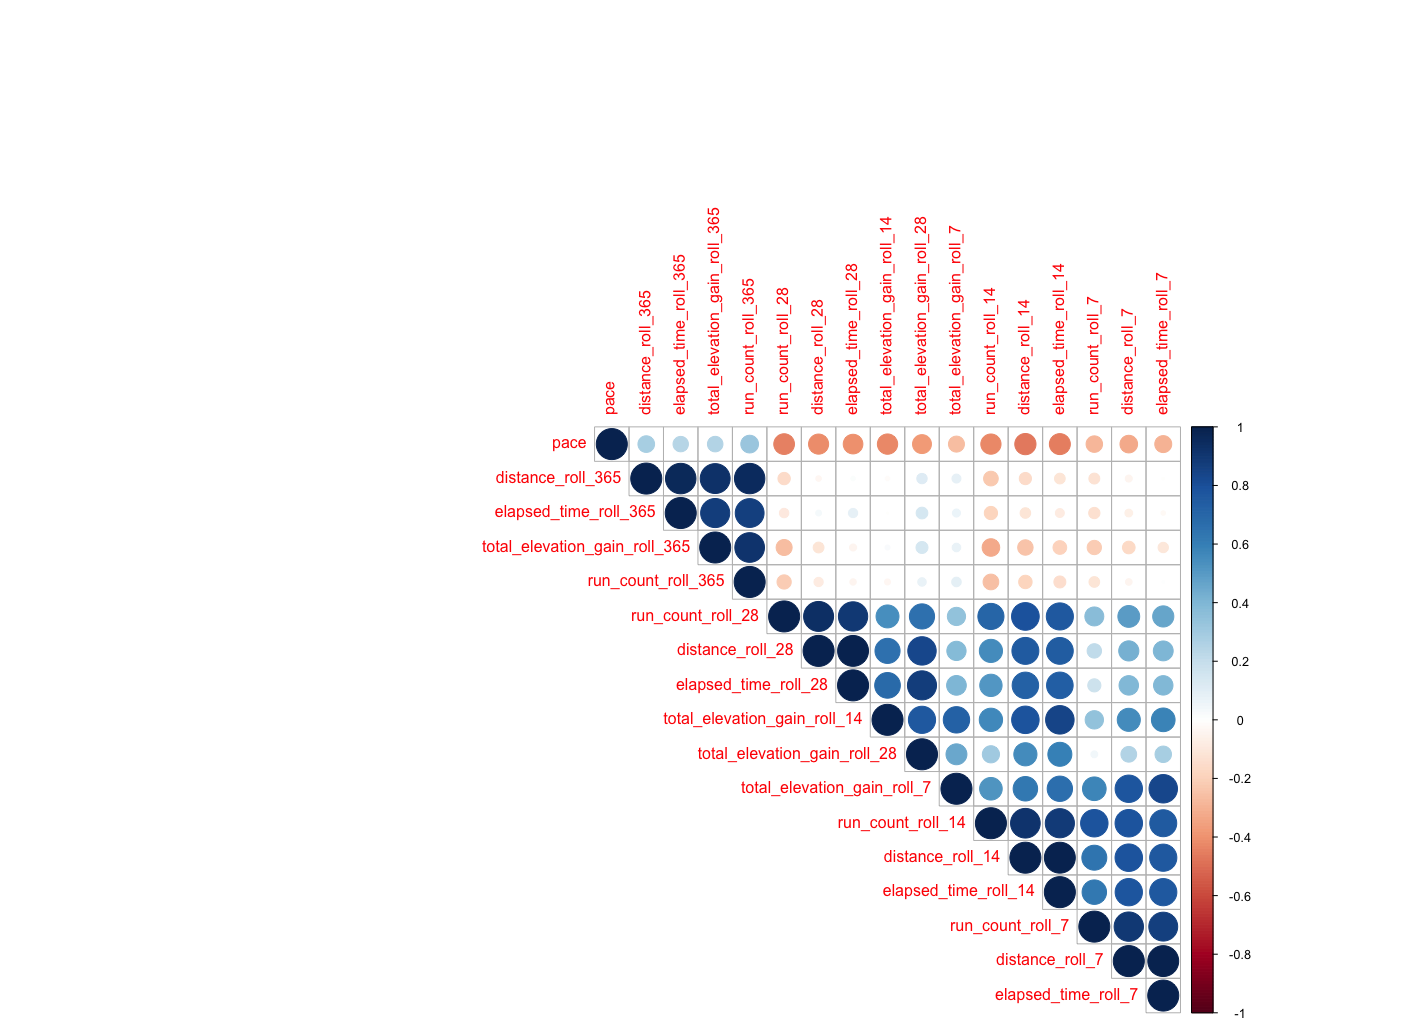 pace
distance_roll_365
elapsed_time_roll_365
total_elevation_gain_roll_365
run_count_roll_365
run_count_roll_28
distance_roll_28
elapsed_time_roll_28
total_elevation_gain_roll_14
total_elevation_gain_roll_28
total_elevation_gain_roll_7
run_count_roll_14
distance_roll_14
elapsed_time_roll_14
run_count_roll_7
distance_roll_7
elapsed_time_roll_7
pace
distance_roll_365
elapsed_time_roll_365
total_elevation_gain_roll_365
run_count_roll_365
run_count_roll_28
distance_roll_28
elapsed_time_roll_28
total_elevation_gain_roll_14
total_elevation_gain_roll_28
total_elevation_gain_roll_7
run_count_roll_14
distance_roll_14
elapsed_time_roll_14
run_count_roll_7
distance_roll_7
elapsed_time_roll_7
1
0.8
0.6
0.4
0.2
0
-0.2
-0.4
-0.6
-0.8
-1